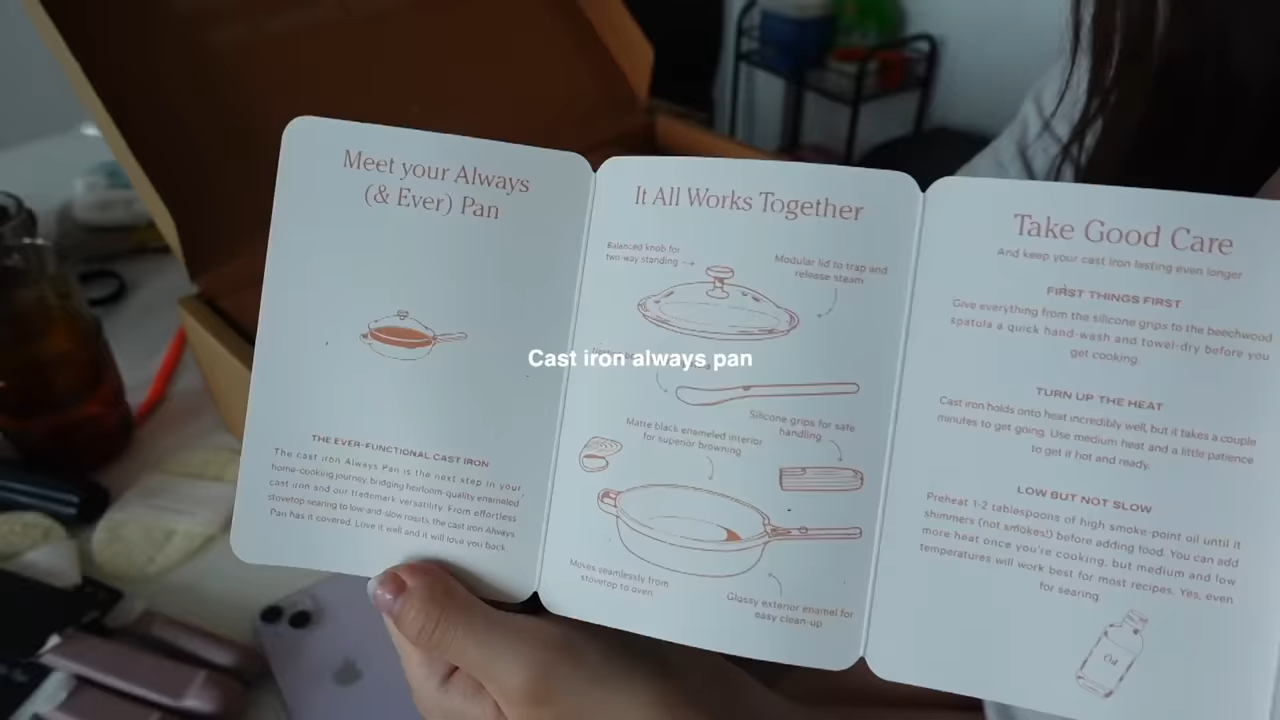 Meet your Always
(& Ever) Pan
THE EVER-FUNCTIONAL CAST IRON
The cast iron Always Pan is the next step in your
home-cooking journey, bridging heirloom-quality enameled
cast iron and our trademark versatility. From effortless
stovetop searing to low-and-slow roasts, the cast iron Always
Pan has it covered. Love it well and it will love you back.
It All Works Together
Balanced knob for
two-way standing
Modular lid to trap and
release steam
Cast iron always pan
Silicone grips for safe
handling
Matte black enameled interior
for superior browning
Moves seamlessly from
stovetop to oven
Glossy exterior enamel for
easy clean-up
Take Good Care
And keep your cast iron lasting even longer
FIRST THINGS FIRST
Give everything from the silicone grips to the beechwood
spatula a quick hand-wash and towel-dry before you
get cooking.
TURN UP THE HEAT
Cast iron holds onto heat incredibly well, but it takes a couple
minutes to get going. Use medium heat and a little patience
to get it hot and ready.
LOW BUT NOT SLOW
Preheat 1-2 tablespoons of high smoke-point oil until it
shimmers (not smokes!) before adding food. You can add
more heat once you're cooking, but medium and low
temperatures will work best for most recipes. Yes, even
for searing.
Oil